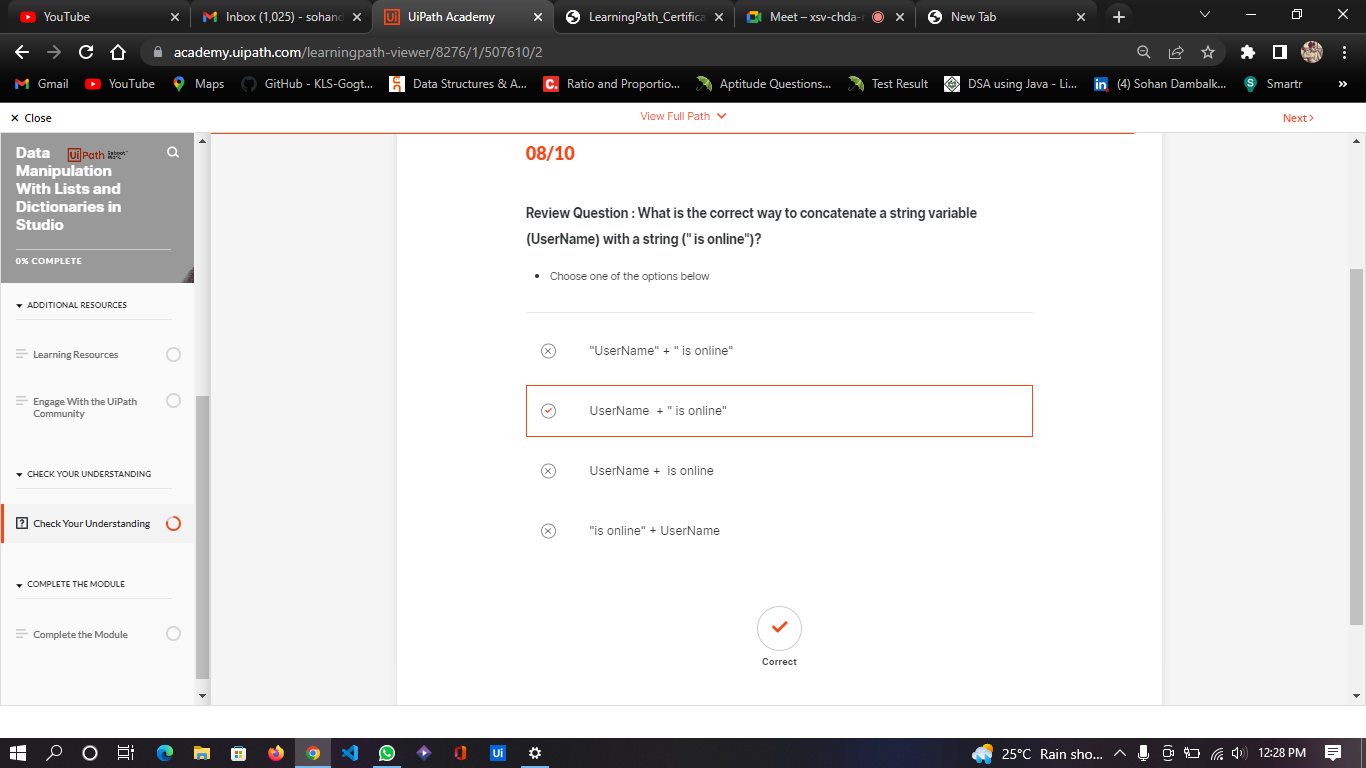 YouTube
Inbox (1,025) - sohand
UiPath Academy
LearningPath_Certifica
Meet – xsv-chda-
New Tab
academy.uipath.com/learningpath-viewer/8276/1/507610/2
Gmail
YouTube
Maps
GitHub - KLS-Gogt...
Data Structures & A...
Ratio and Proportio...
Aptitude Questions...
Test Result
DSA using Java - Li...
(4) Sohan Dambalk...
Smartr
Close
View Full Path
Next
Data
Manipulation
With Lists and
Dictionaries in
Studio
UiPath
0% COMPLETE
ADDITIONAL RESOURCES
Learning Resources
Engage With the UiPath
Community
CHECK YOUR UNDERSTANDING
Check Your Understanding
COMPLETE THE MODULE
Complete the Module
08/10
Review Question : What is the correct way to concatenate a string variable
(UserName) with a string (" is online")?
Choose one of the options below
"UserName" + " is online"
UserName  + " is online"
UserName +  is online
"is online" + UserName
Correct
25°C Rain sho...
12:28 PM